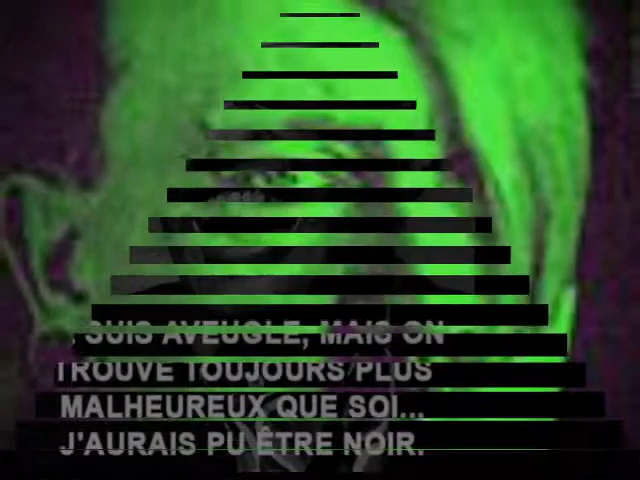 SUIS AVEUGLE, MAIS ON
TROUVE TOUJOURS PLUS
MALHEUREUX QUE SOI...
J'AURAIS PU ÊTRE NOIR.